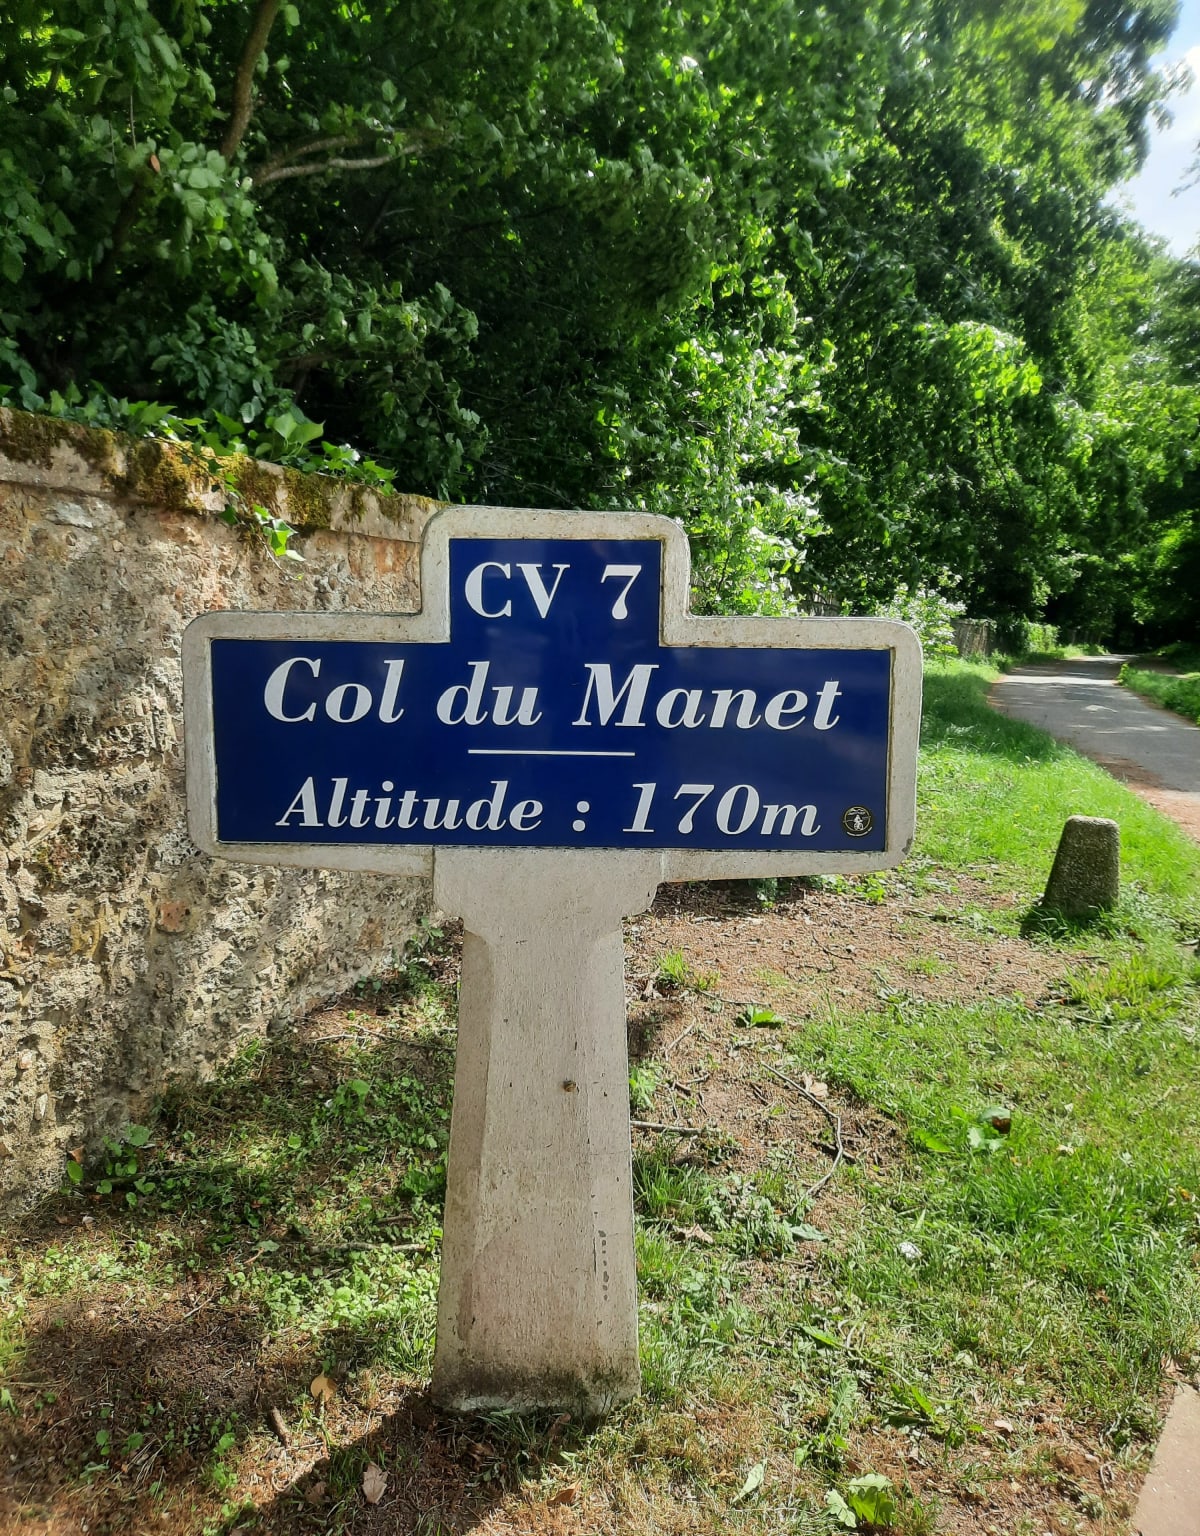 CV 7
Col du Manet
Altitude : 170m